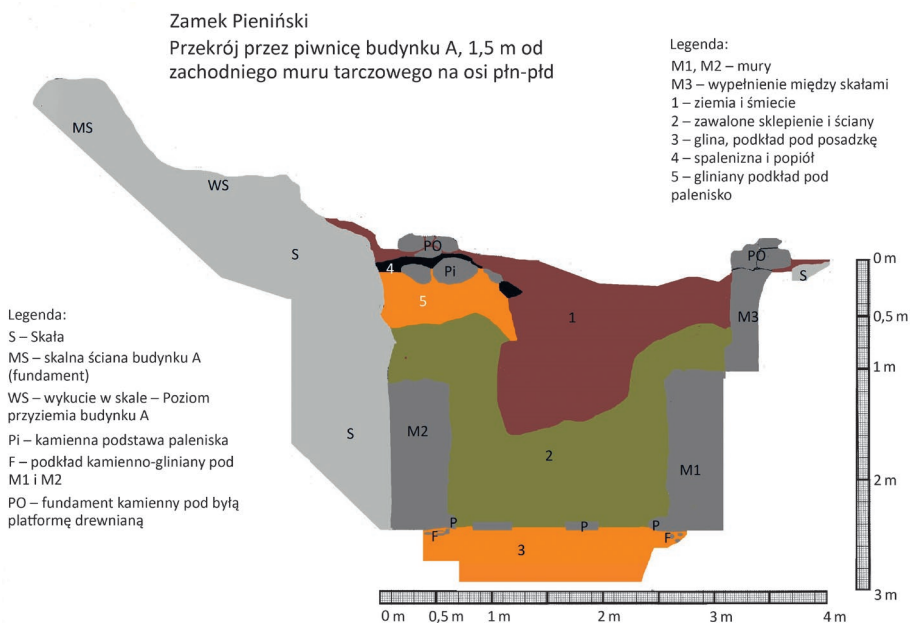 Zamek Pieniński
Przekrój przez piwnicę budynku A, 1,5 m od
zachodniego muru tarczowego na osi płn-płd
Legenda:
M1, M2 – mury
M3 – wypełnienie między skałami
1 – ziemia i śmiecie
2 – zawalone sklepienie i ściany
3 – glina, podkład pod posadzkę
4 – spalenizna i popiół
5 – gliniany podkład pod
palenisko
MS
WS
S
PO
PO
4
Pi
S
0 m
5
1
M3
0,5 m
Legenda:
S – Skała
MS – skalna ściana budynku A
(fundament)
WS – wykucie w skale – Poziom
przyziemia budynku A
Pi – kamienna podstawa paleniska
F – podkład kamienno-gliniany pod
M1 i M2
PO – fundament kamienny pod byłą
platformę drewnianą
1 m
S
M2
2
M1
2 m
P
P
P
F
F
3
3 m
0 m
0,5 m
1 m
2 m
3 m
4 m